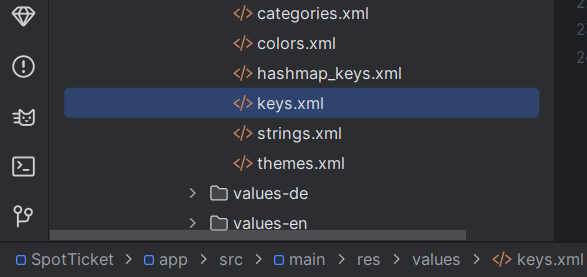 categories.xml
colors.xml
hashmap_keys.xml
keys.xml
strings.xml
themes.xml
values-de
values-en
SpotTicket > app > src > main > res > values > keys.xml